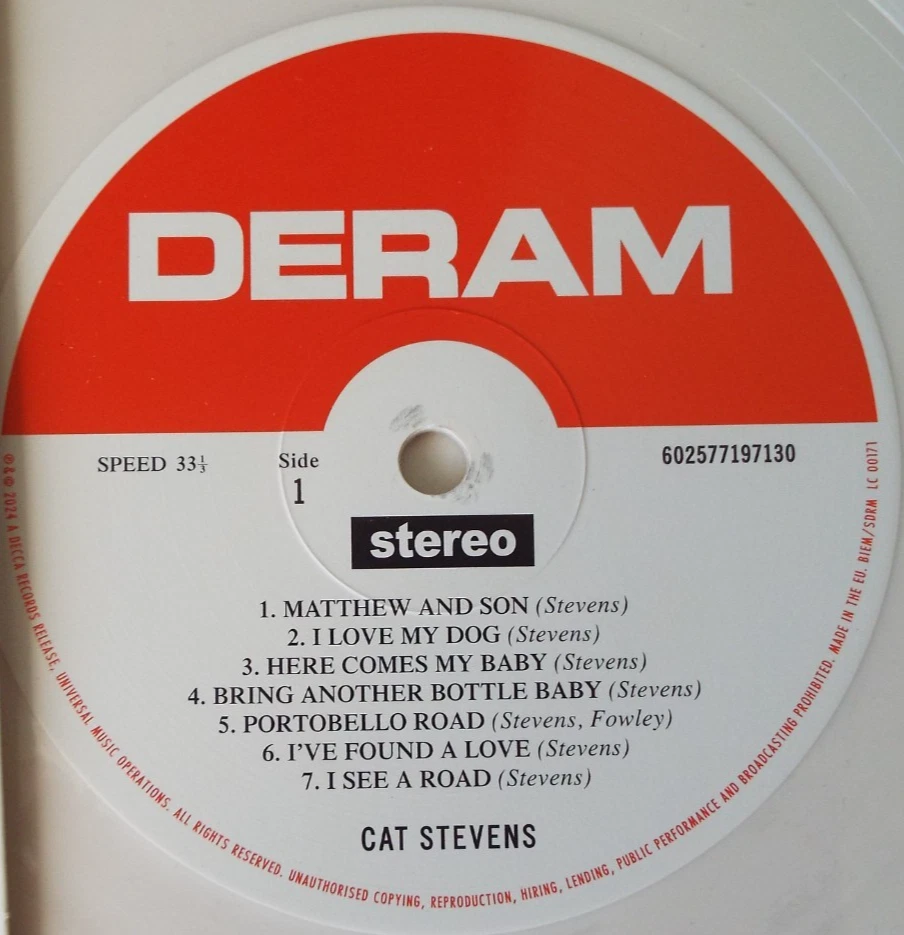 DERAM
SPEED 33⅓
Side
1
602577197130
stereo
1. MATTHEW AND SON (Stevens)
2. I LOVE MY DOG (Stevens)
3. HERE COMES MY BABY (Stevens)
4. BRING ANOTHER BOTTLE BABY (Stevens)
5. PORTOBELLO ROAD (Stevens, Fowley)
6. I'VE FOUND A LOVE (Stevens)
7. I SEE A ROAD (Stevens)
CAT STEVENS
℗&© 2024 A DECCA RECORDS RELEASE, UNIVERSAL MUSIC OPERATIONS. ALL RIGHTS RESERVED. UNAUTHORISED COPYING, REPRODUCTION, HIRING, LENDING, PUBLIC PERFORMANCE AND BROADCASTING PROHIBITED. MADE IN THE EU. BIEM/SDRM LC 00171